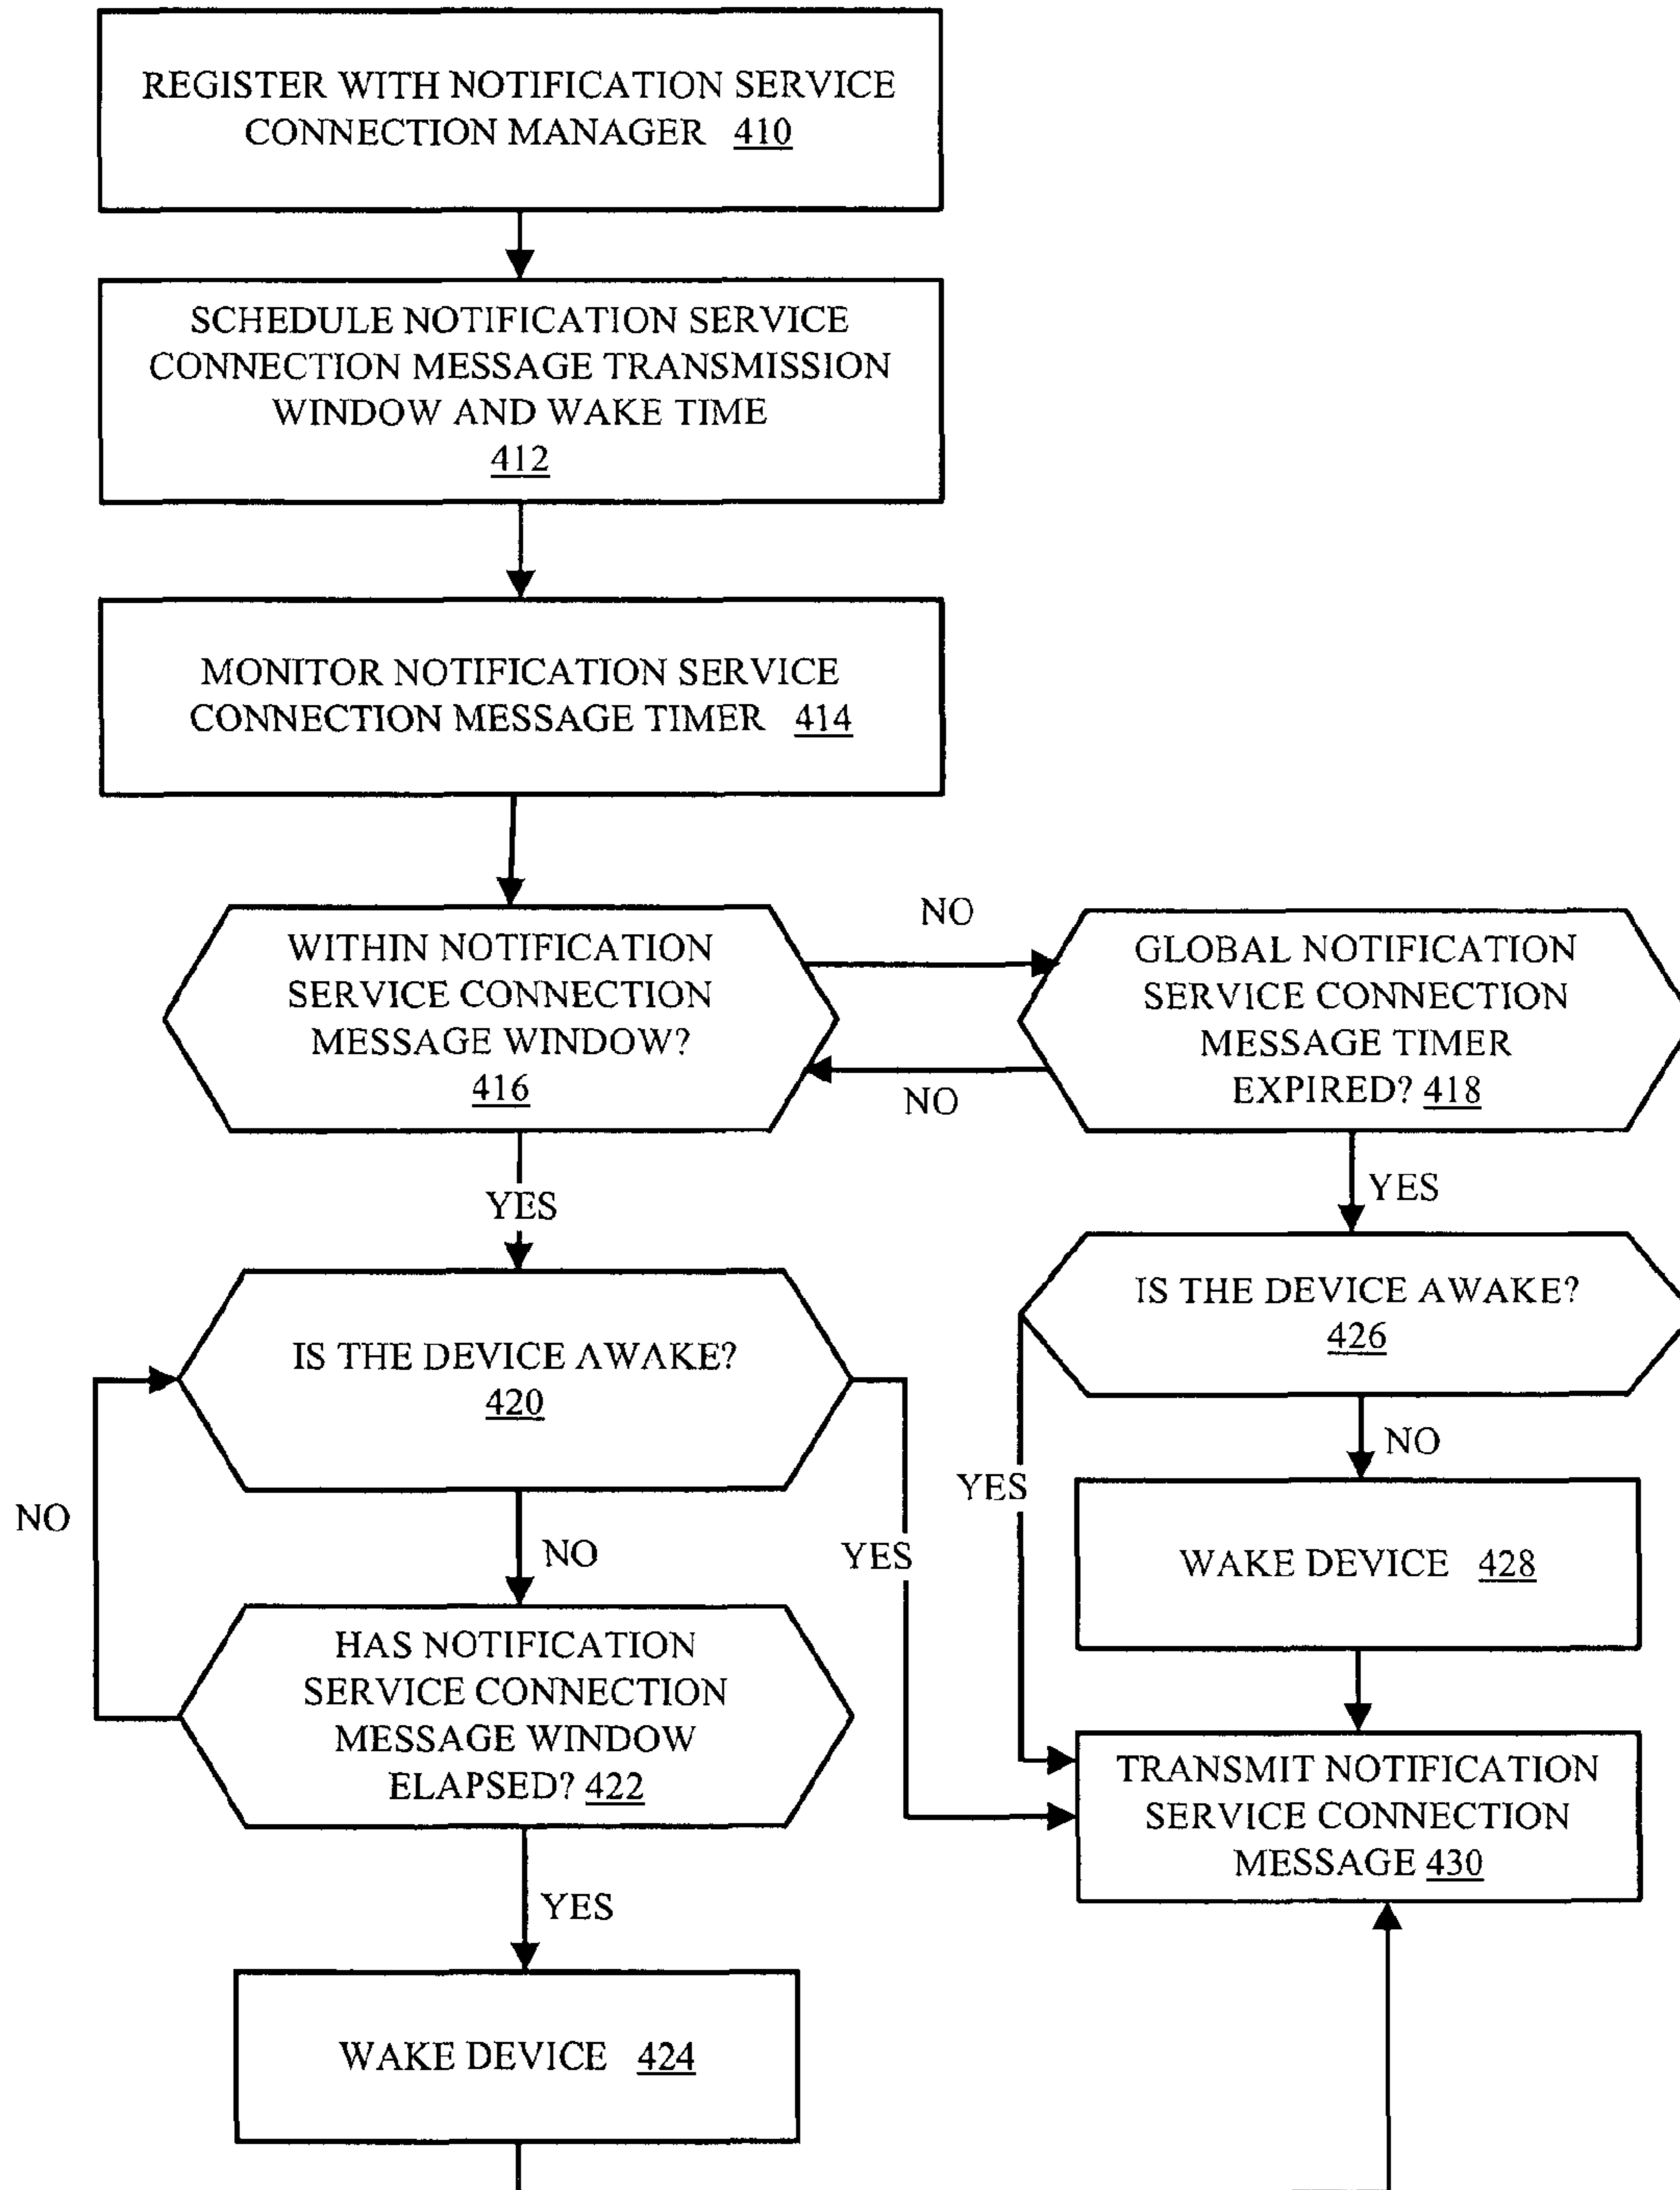 REGISTER WITH NOTIFICATION SERVICE
CONNECTION MANAGER 410
SCHEDULE NOTIFICATION SERVICE
CONNECTION MESSAGE TRANSMISSION
WINDOW AND WAKE TIME
412
MONITOR NOTIFICATION SERVICE
CONNECTION MESSAGE TIMER 414
WITHIN NOTIFICATION
SERVICE CONNECTION
MESSAGE WINDOW?
416
NO
NO
GLOBAL NOTIFICATION
SERVICE CONNECTION
MESSAGE TIMER
EXPIRED? 418
YES
YES
IS THE DEVICE AWAKE?
420
IS THE DEVICE AWAKE?
426
NO
NO
YES
YES
NO
WAKE DEVICE 428
HAS NOTIFICATION
SERVICE CONNECTION
MESSAGE WINDOW
ELAPSED? 422
TRANSMIT NOTIFICATION
SERVICE CONNECTION
MESSAGE 430
YES
WAKE DEVICE 424